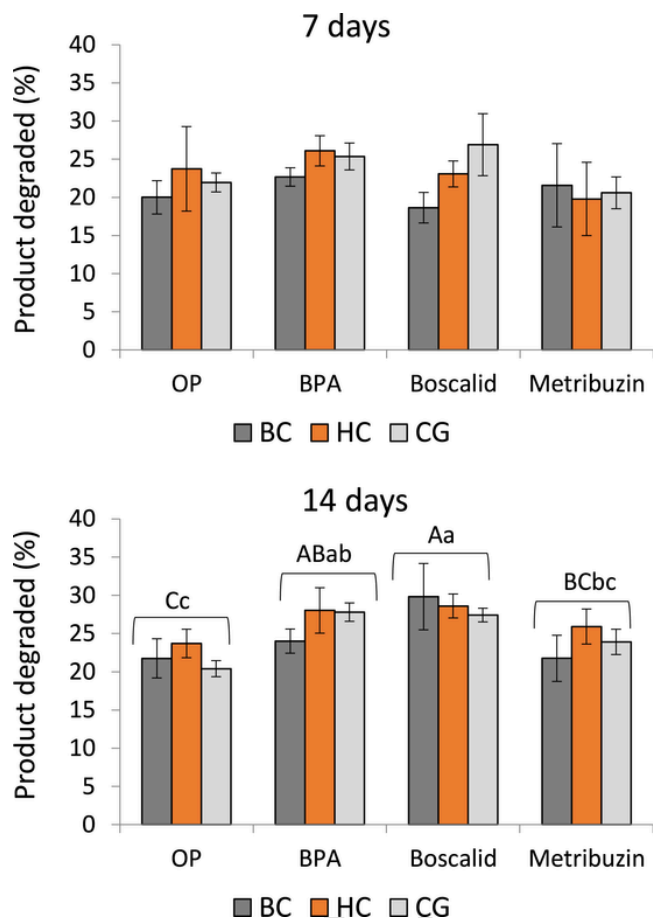 7 days
Product degraded (%)
40
35
30
25
20
15
10
5
0
OP BPA Boscalid Metribuzin
BC HC CG
14 days
Product degraded (%)
40
35
30
25
20
15
10
5
0
Cc ABab Aa BCbc
OP BPA Boscalid Metribuzin
BC HC CG